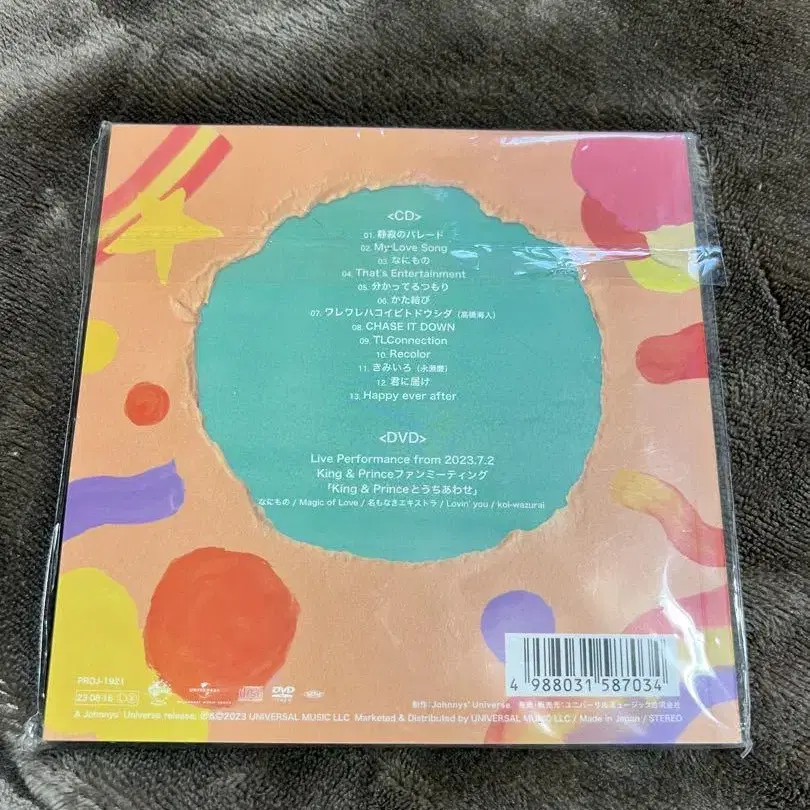 <CD>
01. 静寂のパレード
02. My Love Song
03. なにもの
04. That's Entertainment
05. 分かってるつもり
06. かた結び
07. ワレワレハコイビトドウシダ（髙橋海人）
08. CHASE IT DOWN
09. TLConnection
10. Recolor
11. きみいろ（永瀬廉）
12. 君に届け
13. Happy ever after
<DVD>
Live Performance from 2023.7.2
King & Princeファンミーティング
「King & Princeとうちあわせ」
なにもの / Magic of Love / 名もなきエキストラ / Lovin' you / koi-wazurai
4 988031 587034
PROJ-1921
23·08·16
UNIVERSAL
DVD
制作：Johnnys' Universe 発売・販売元：ユニバーサルミュージック合同会社
A Johnnys' Universe release, ℗&©2023 UNIVERSAL MUSIC LLC Marketed & Distributed by UNIVERSAL MUSIC LLC / Made in Japan / STEREO